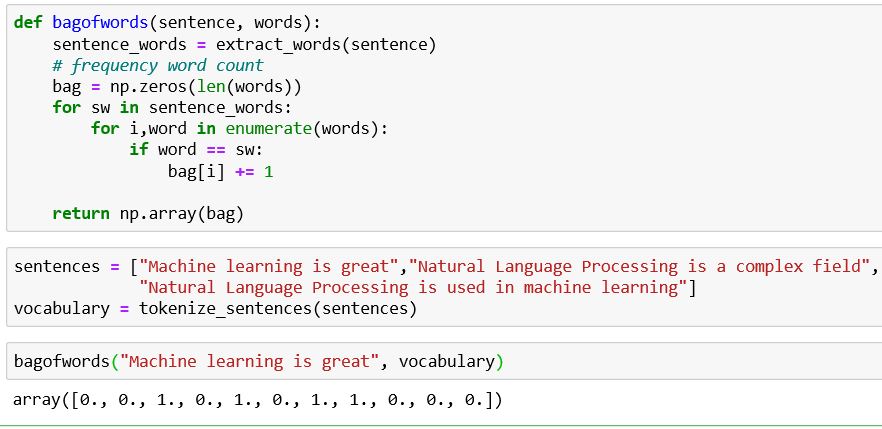 def bagofwords(sentence, words):
    sentence_words = extract_words(sentence)
    # frequency word count
    bag = np.zeros(len(words))
    for sw in sentence_words:
        for i,word in enumerate(words):
            if word == sw:
                bag[i] += 1
    return np.array(bag)
sentences = ["Machine learning is great","Natural Language Processing is a complex field",
             "Natural Language Processing is used in machine learning"]
vocabulary = tokenize_sentences(sentences)
bagofwords("Machine learning is great", vocabulary)
array([0., 0., 1., 0., 1., 0., 1., 1., 0., 0., 0.])